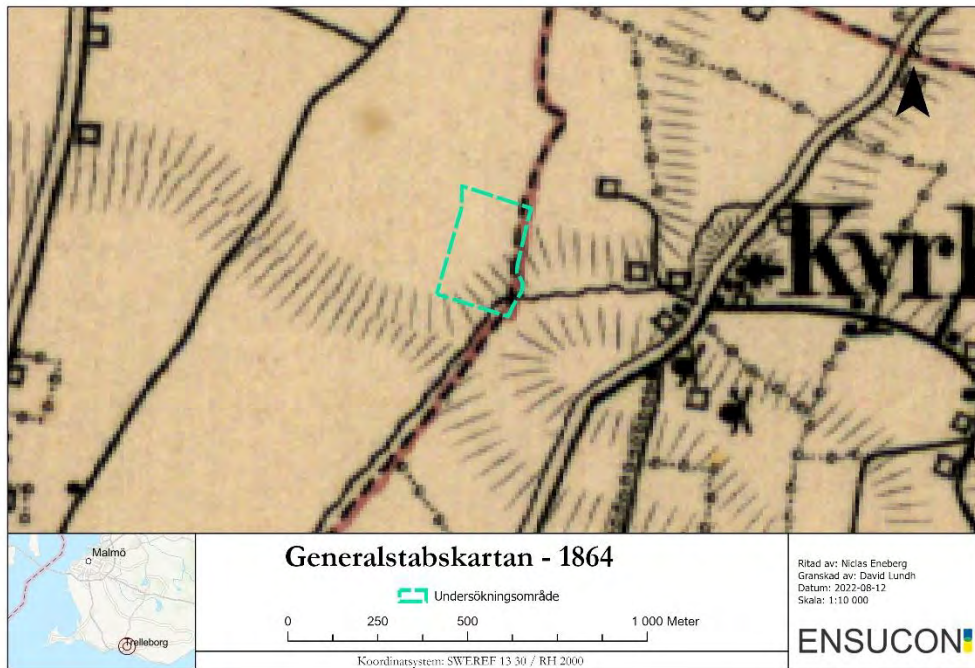 Kyrk
Malmö
Trelleborg
Generalstabskartan - 1864
Undersökningsområde
0 250 500 1 000 Meter
Koordinatsystem: SWEREF 13 30 / RH 2000
Ritad av: Niclas Eneberg
Granskad av: David Lundh
Datum: 2022-08-12
Skala: 1:10 000
ENSUCON